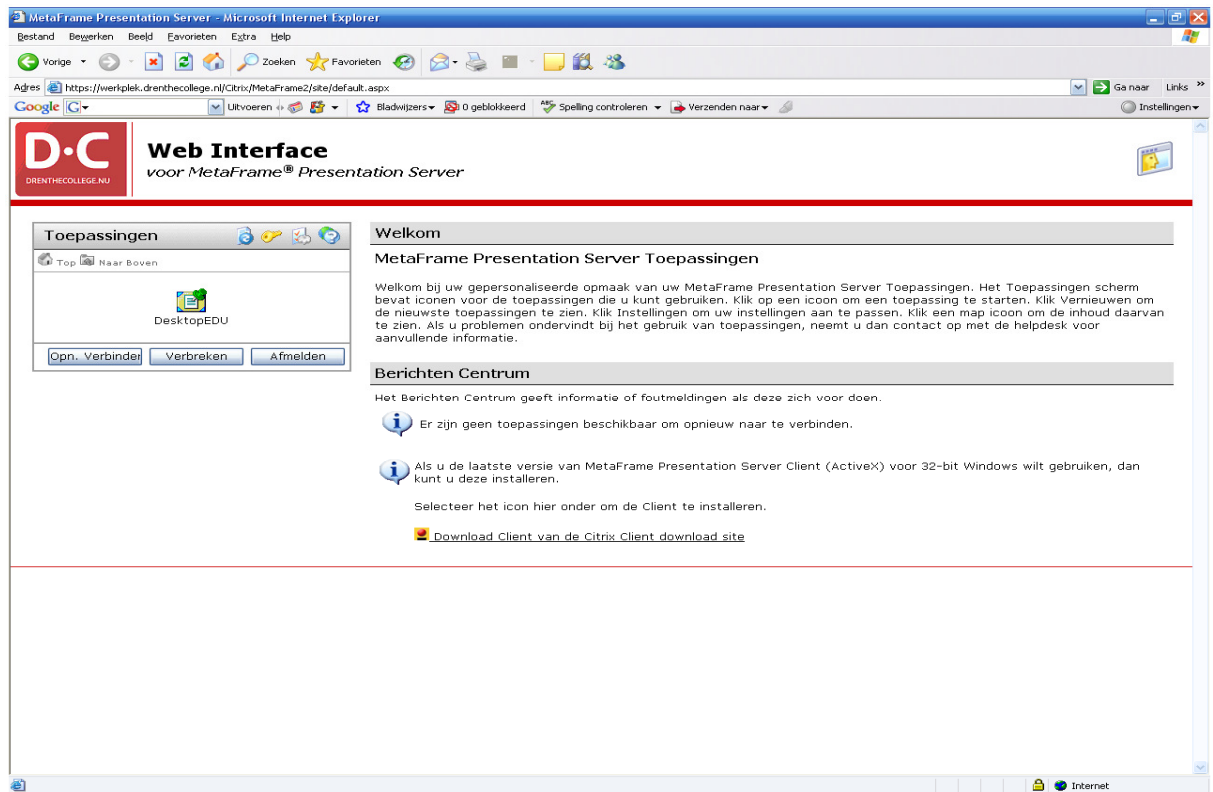 MetaFrame Presentation Server - Microsoft Internet Explorer
Bestand Bewerken Beeld Favorieten Extra Help
Vorige Zoeken Favorieten
Adres https://werkplek.drenthecollege.nl/Citrix/MetaFrame2/site/default.aspx Ga naar Links »
Google G Uitvoeren Bladwijzers 0 geblokkeerd ABC Spelling controleren Verzenden naar Instellingen
D•C
DRENTHECOLLEGE.NU
Web Interface
voor MetaFrame® Presentation Server
Toepassingen
Top Naar Boven
DesktopEDU
Opn. Verbinder Verbreken Afmelden
Welkom
MetaFrame Presentation Server Toepassingen
Welkom bij uw gepersonaliseerde opmaak van uw MetaFrame Presentation Server Toepassingen. Het Toepassingen scherm
bevat iconen voor de toepassingen die u kunt gebruiken. Klik op een icoon om een toepassing te starten. Klik Vernieuwen om
de nieuwste toepassingen te zien. Klik Instellingen om uw instellingen aan te passen. Klik een map icoon om de inhoud daarvan
te zien. Als u problemen ondervindt bij het gebruik van toepassingen, neemt u dan contact op met de helpdesk voor
aanvullende informatie.
Berichten Centrum
Het Berichten Centrum geeft informatie of foutmeldingen als deze zich voor doen.
Er zijn geen toepassingen beschikbaar om opnieuw naar te verbinden.
Als u de laatste versie van MetaFrame Presentation Server Client (ActiveX) voor 32-bit Windows wilt gebruiken, dan
kunt u deze installeren.
Selecteer het icon hier onder om de Client te installeren.
Download Client van de Citrix Client download site
Internet